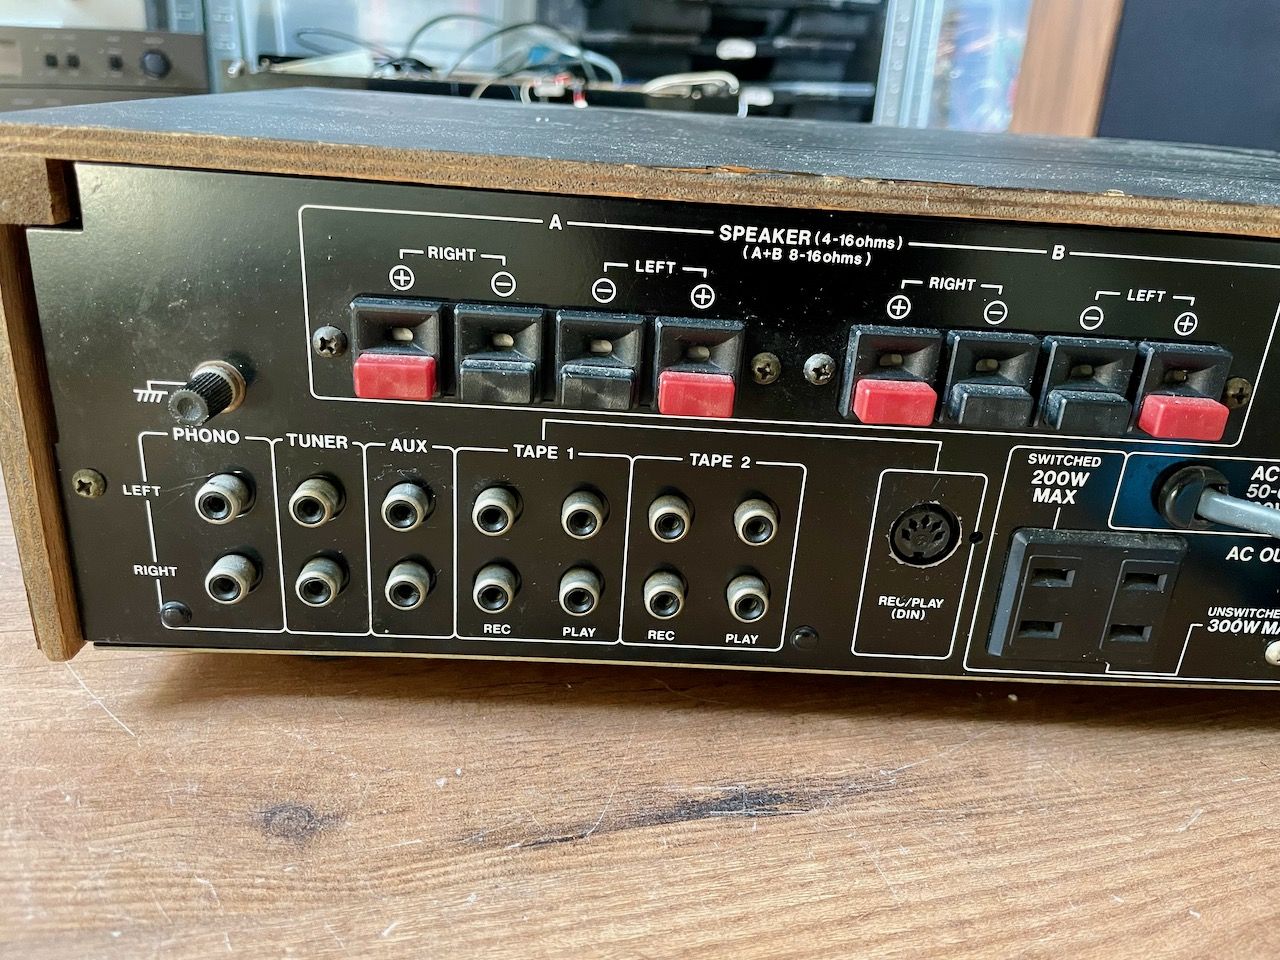 A
SPEAKER (4-16ohms)
(A+B 8-16ohms)
B
RIGHT
LEFT
RIGHT
LEFT
+
−
−
+
+
−
−
+
PHONO
TUNER
AUX
TAPE 1
TAPE 2
LEFT
RIGHT
REC
PLAY
REC
PLAY
REC/PLAY
(DIN)
SWITCHED
200W
MAX
AC
50-
AC OU
UNSWITCHE
300W MA